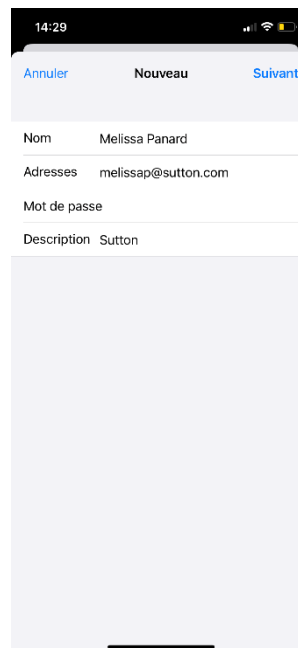 14:29
Annuler Nouveau Suivant
Nom Melissa Panard
Adresses melissap@sutton.com
Mot de passe
Description Sutton